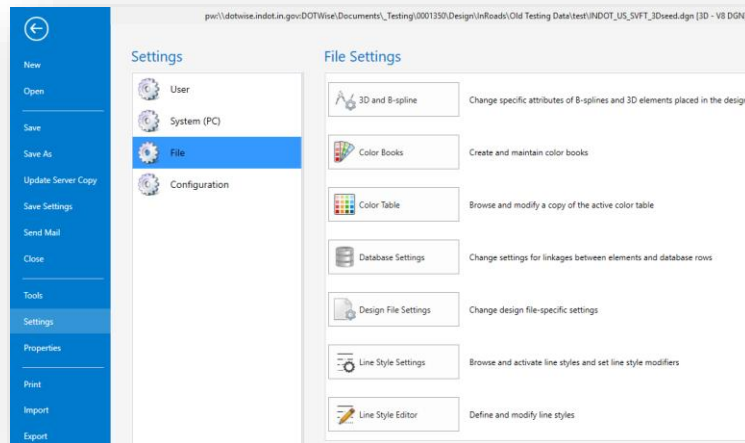 pw:\\dotwise.indot.in.gov:DOTWise\Documents\_Testing\0001350\Design\InRoads\Old Testing Data\test\INDOT_US_SVFT_3Dseed.dgn [3D - V8 DGN]
New
Open
Save
Save As
Update Server Copy
Save Settings
Send Mail
Close
Tools
Settings
Properties
Print
Import
Export
Settings
User
System (PC)
File
Configuration
File Settings
3D and B-spline
Change specific attributes of B-splines and 3D elements placed in the design
Color Books
Create and maintain color books
Color Table
Browse and modify a copy of the active color table
Database Settings
Change settings for linkages between elements and database rows
Design File Settings
Change design file-specific settings
Line Style Settings
Browse and activate line styles and set line style modifiers
Line Style Editor
Define and modify line styles